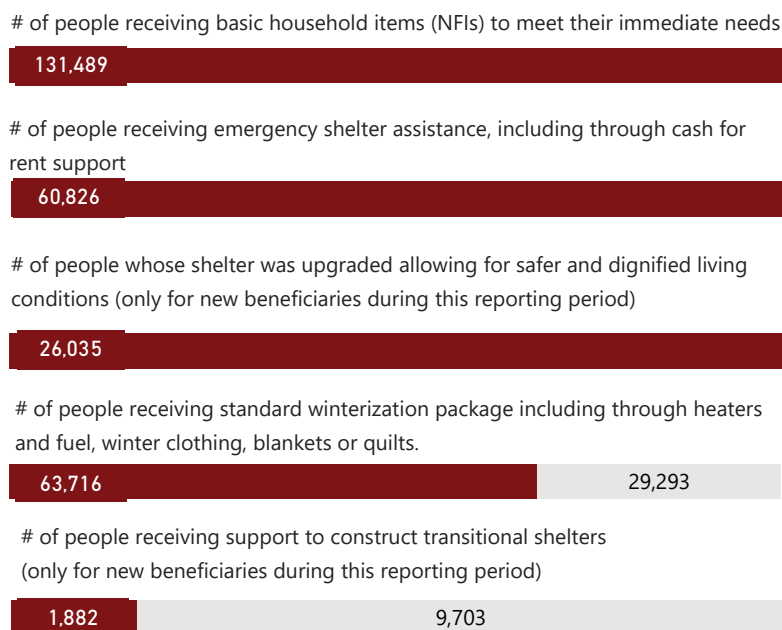 # of people receiving basic household items (NFIs) to meet their immediate needs
131,489
# of people receiving emergency shelter assistance, including through cash for
rent support
60,826
# of people whose shelter was upgraded allowing for safer and dignified living
conditions (only for new beneficiaries during this reporting period)
26,035
# of people receiving standard winterization package including through heaters
and fuel, winter clothing, blankets or quilts.
63,716 29,293
# of people receiving support to construct transitional shelters
(only for new beneficiaries during this reporting period)
1,882 9,703